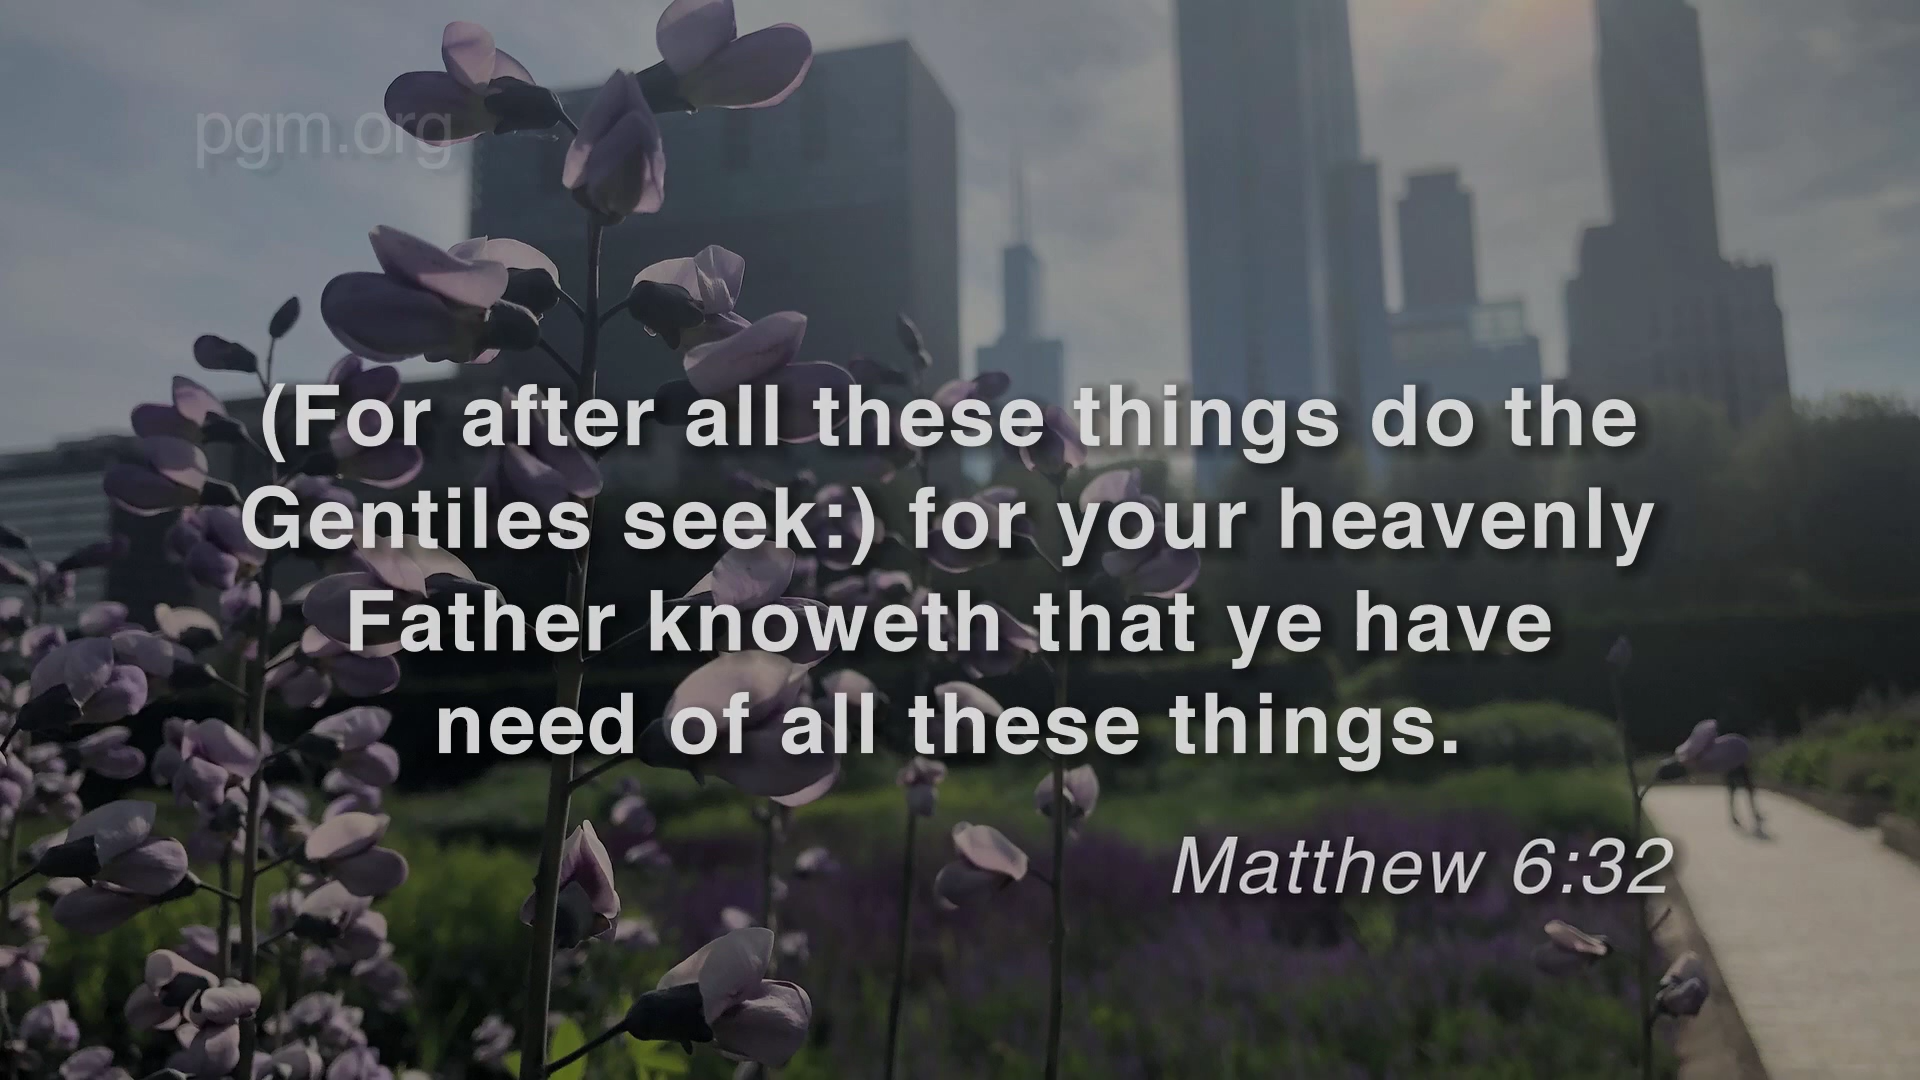 pgm.org
(For after all these things do the
Gentiles seek:) for your heavenly
Father knoweth that ye have
need of all these things.
Matthew 6:32